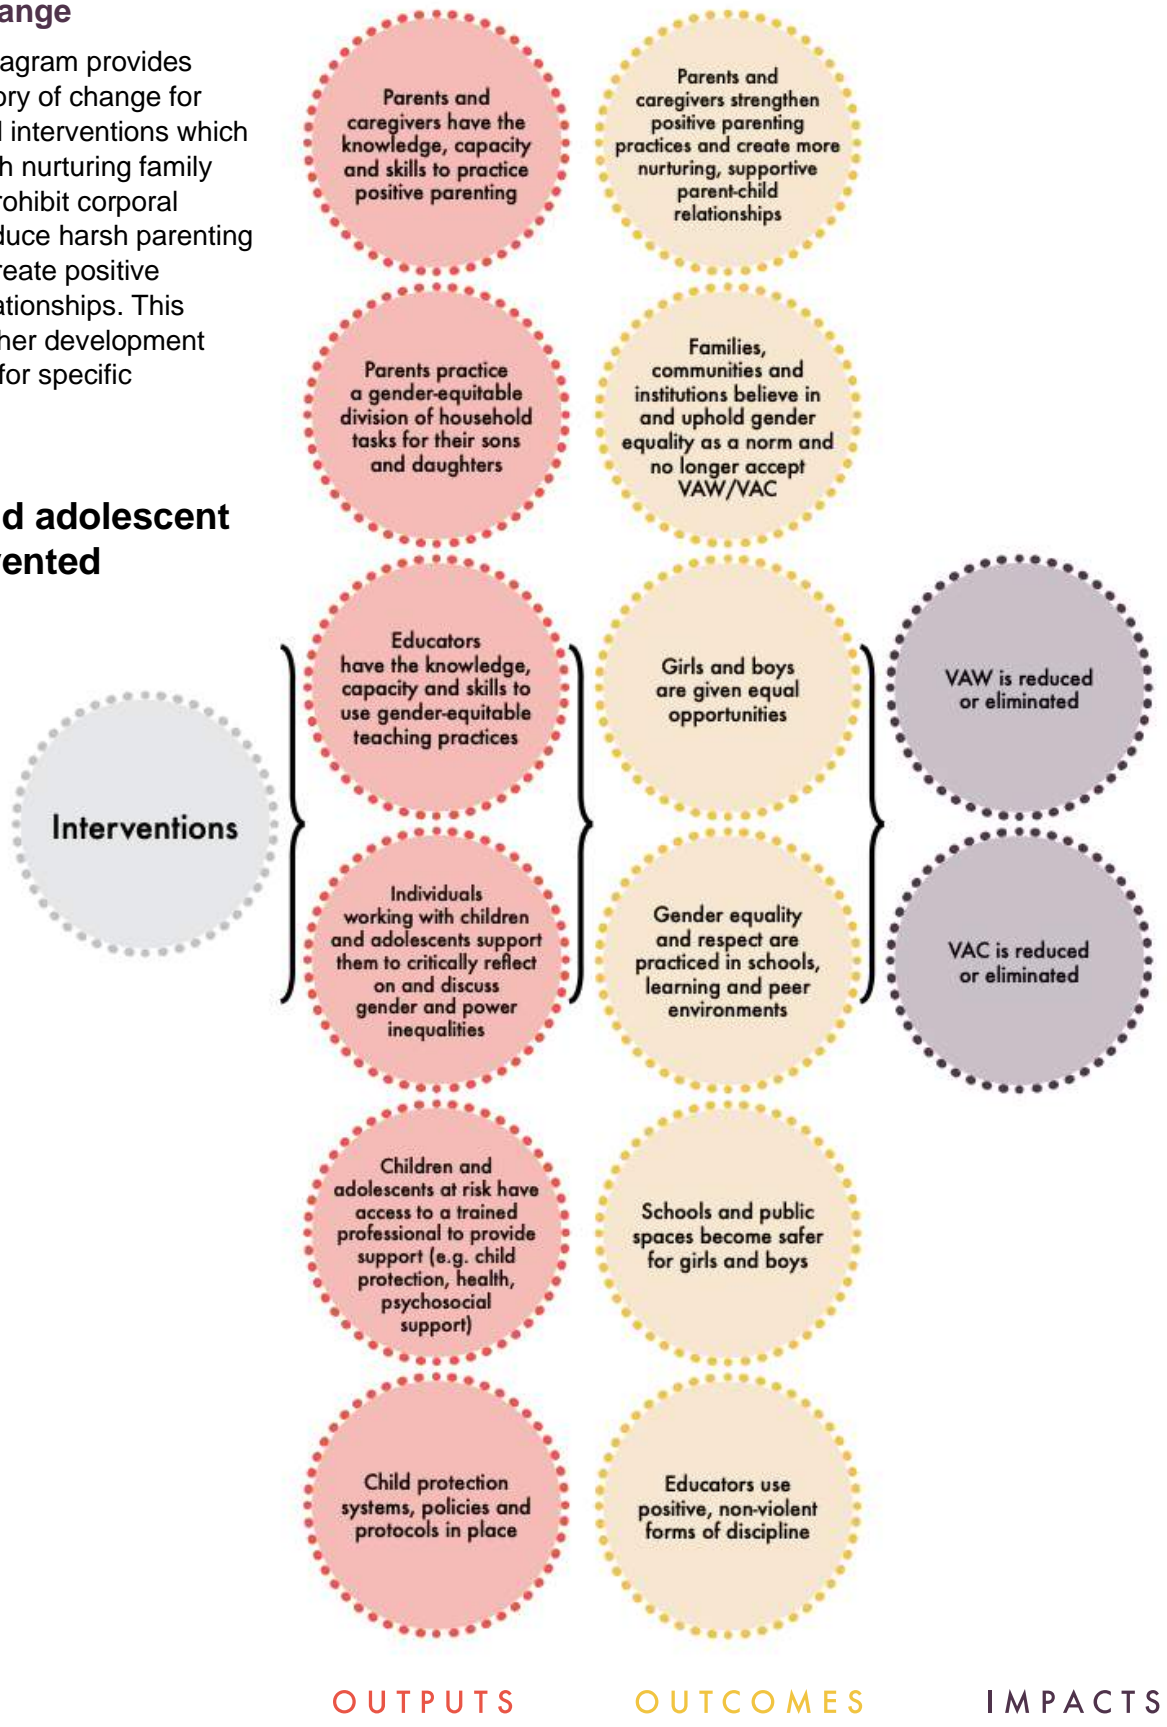 ange
agram provides
ory of change for
l interventions which
h nurturing family
rohibit corporal
duce harsh parenting
reate positive
ationships. This
her development
for specific
d adolescent
ented
Interventions
Parents and
caregivers have the
knowledge, capacity
and skills to practice
positive parenting
Parents practice
a gender-equitable
division of household
tasks for their sons
and daughters
Educators
have the knowledge,
capacity and skills to
use gender-equitable
teaching practices
Individuals
working with children
and adolescents support
them to critically reflect
on and discuss
gender and power
inequalities
Children and
adolescents at risk have
access to a trained
professional to provide
support (e.g. child
protection, health,
psychosocial
support)
Child protection
systems, policies and
protocols in place
OUTPUTS
Parents and
caregivers strengthen
positive parenting
practices and create more
nurturing, supportive
parent-child
relationships
Families,
communities and
institutions believe in
and uphold gender
equality as a norm and
no longer accept
VAW/VAC
Girls and boys
are given equal
opportunities
Gender equality
and respect are
practiced in schools,
learning and peer
environments
Schools and public
spaces become safer
for girls and boys
Educators use
positive, non-violent
forms of discipline
OUTCOMES
VAW is reduced
or eliminated
VAC is reduced
or eliminated
IMPACTS